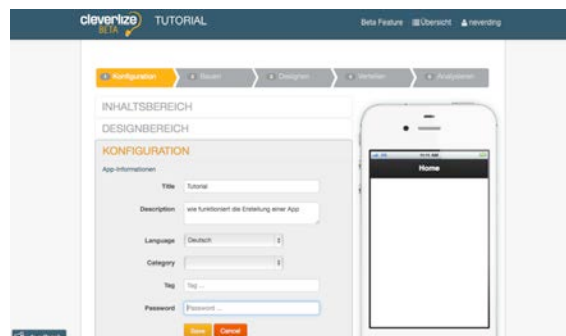 cleverlize TUTORIAL Beta Feature Übersicht neverding
BETA
Konfiguration Bauen Designen Verteilen Analysieren
INHALTSBEREICH
DESIGNBEREICH
KONFIGURATION
App-Informationen
Title Tutorial
Description wie funktioniert die Erstellung einer App
Language Deutsch
Category
Tag Tag ...
Password Password ...
Save Cancel
Home